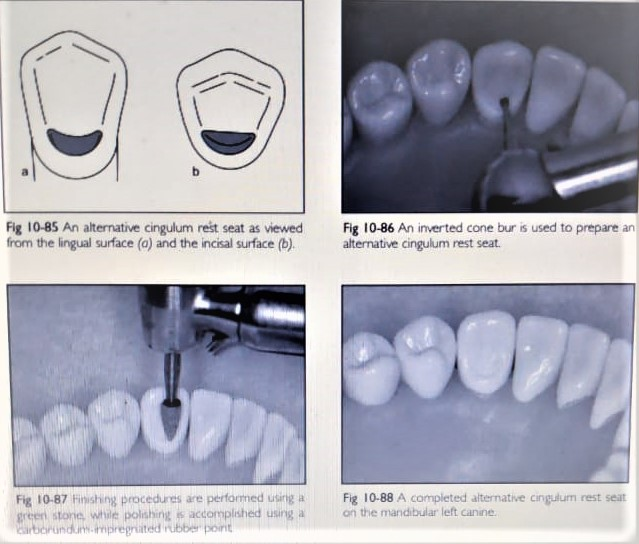 a
b
Fig 10-85 An alternative cingulum rest seat as viewed
from the lingual surface (a) and the incisal surface (b).
Fig 10-86 An inverted cone bur is used to prepare an
alternative cingulum rest seat.
Fig 10-87 Finishing procedures are performed using a
green stone, while polishing is accomplished using a
carborundum-impregnated rubber point.
Fig 10-88 A completed alternative cingulum rest seat
on the mandibular left canine.